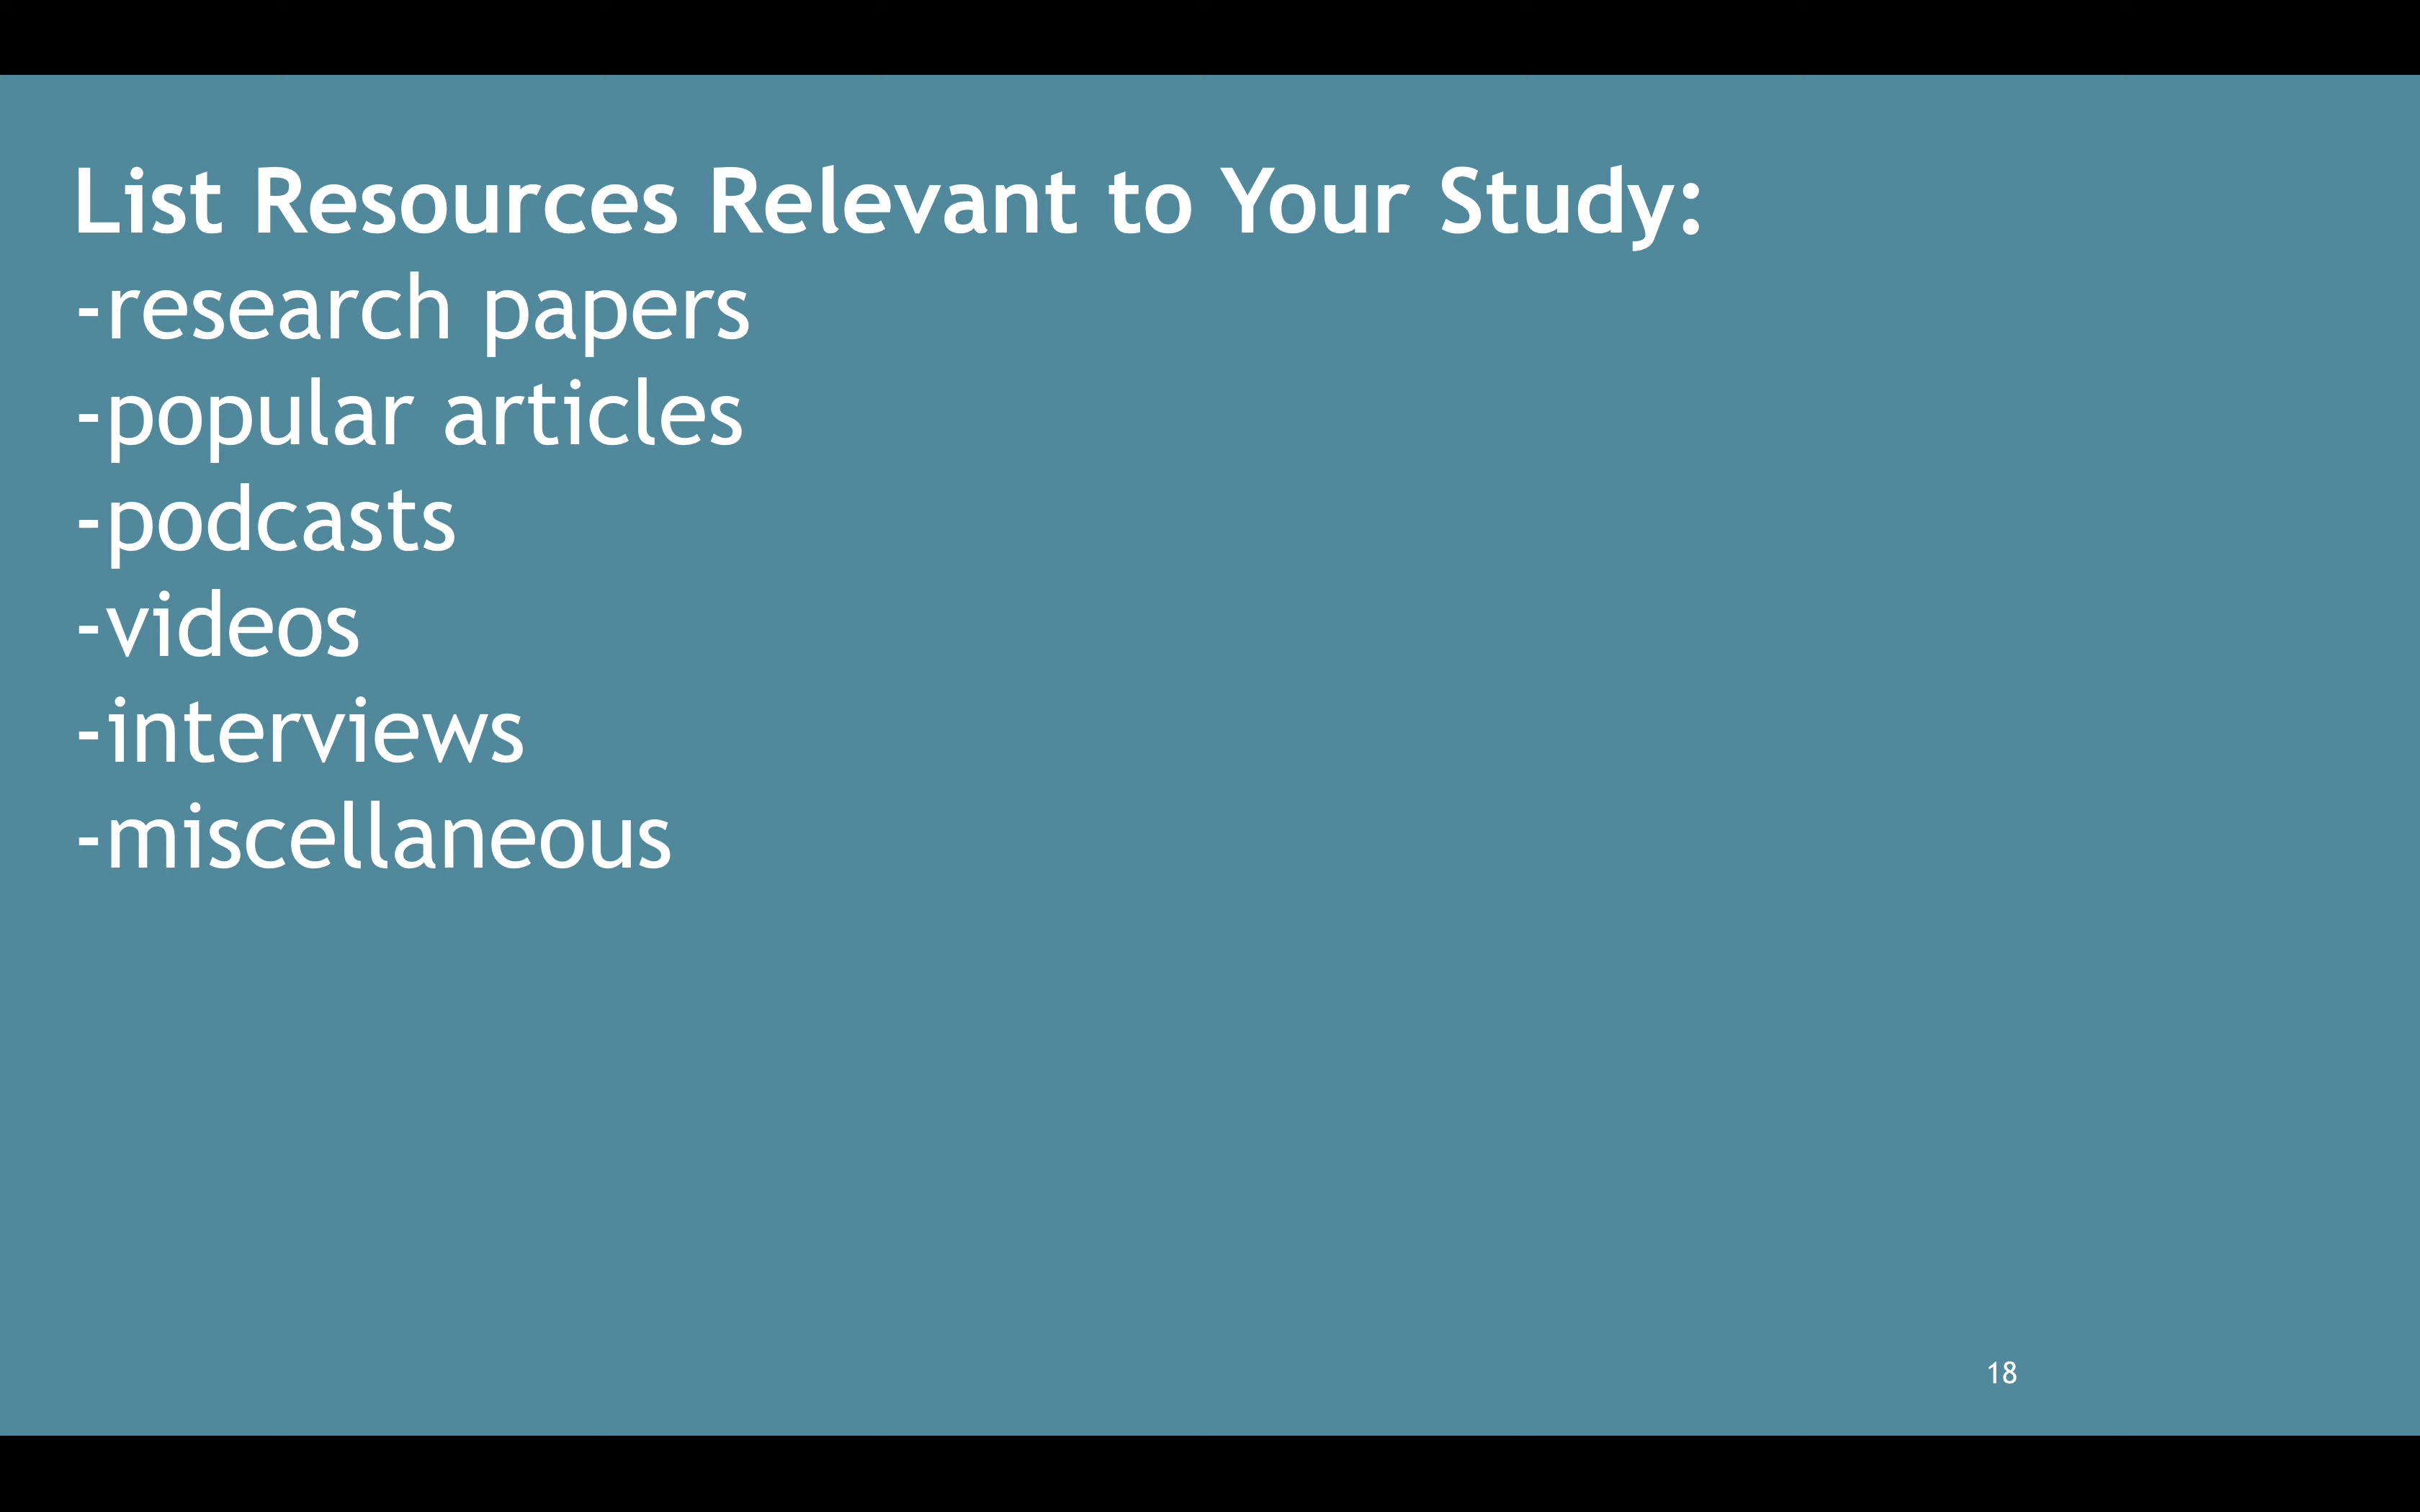 List Resources Relevant to Your Study:
-research papers
-popular articles
-podcasts
-videos
-interviews
-miscellaneous
18